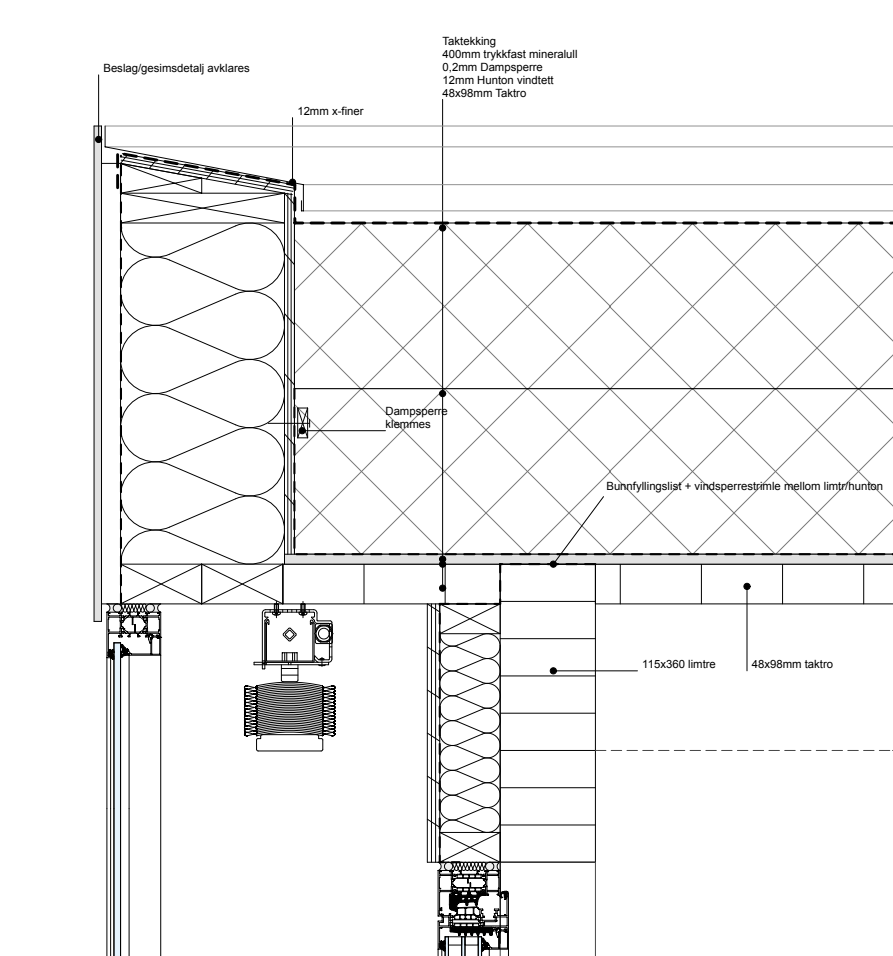 Taktekking
400mm trykkfast mineralull
0,2mm Dampsperre
12mm Hunton vindtett
48x98mm Taktro
Beslag/gesimsdetalj avklares
12mm x-finer
Dampsperre
klemmes
Bunnfyllingslist + vindsperrestrimle mellom limtr/hunton
115x360 limtre
48x98mm taktro